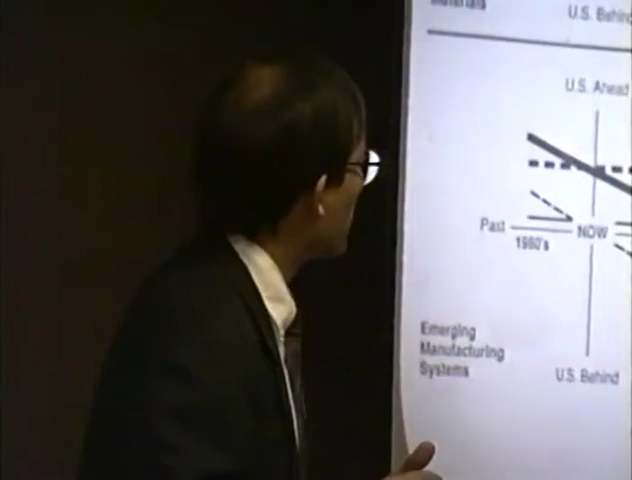 Materials
U.S. Behind
U.S. Ahead
Past
NOW
1980's
Emerging
Manufacturing
Systems
U.S. Behind